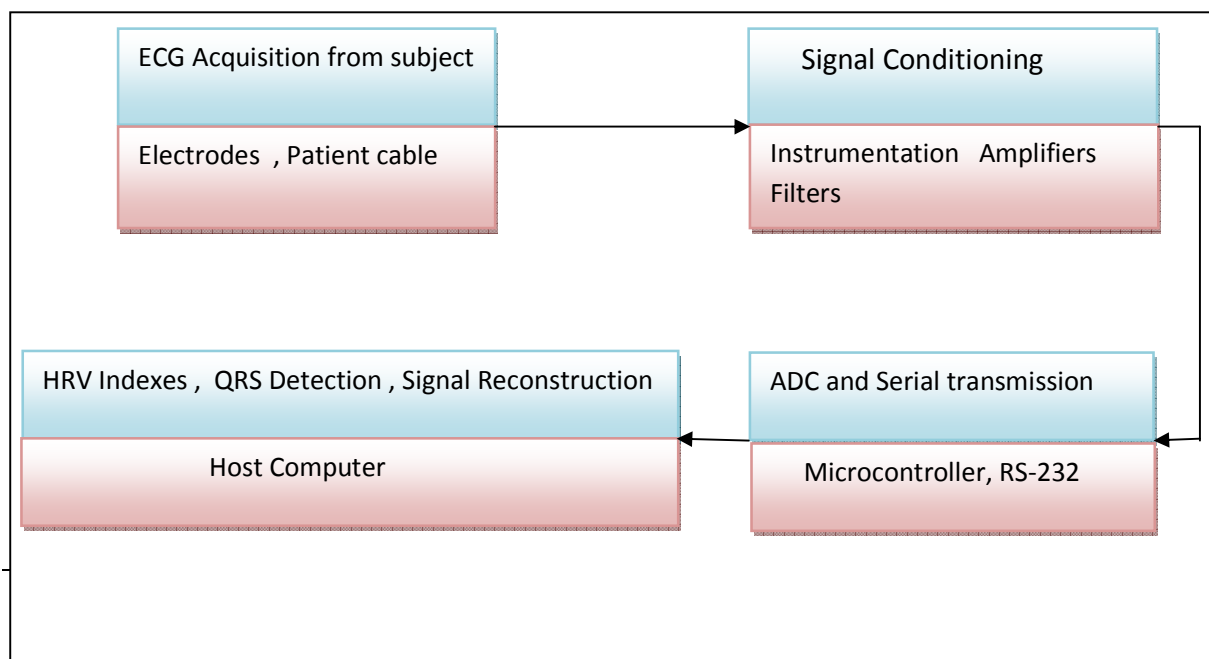 ECG Acquisition from subject
Electrodes , Patient cable
Signal Conditioning
Instrumentation Amplifiers
Filters
HRV Indexes , QRS Detection , Signal Reconstruction
Host Computer
ADC and Serial transmission
Microcontroller, RS-232